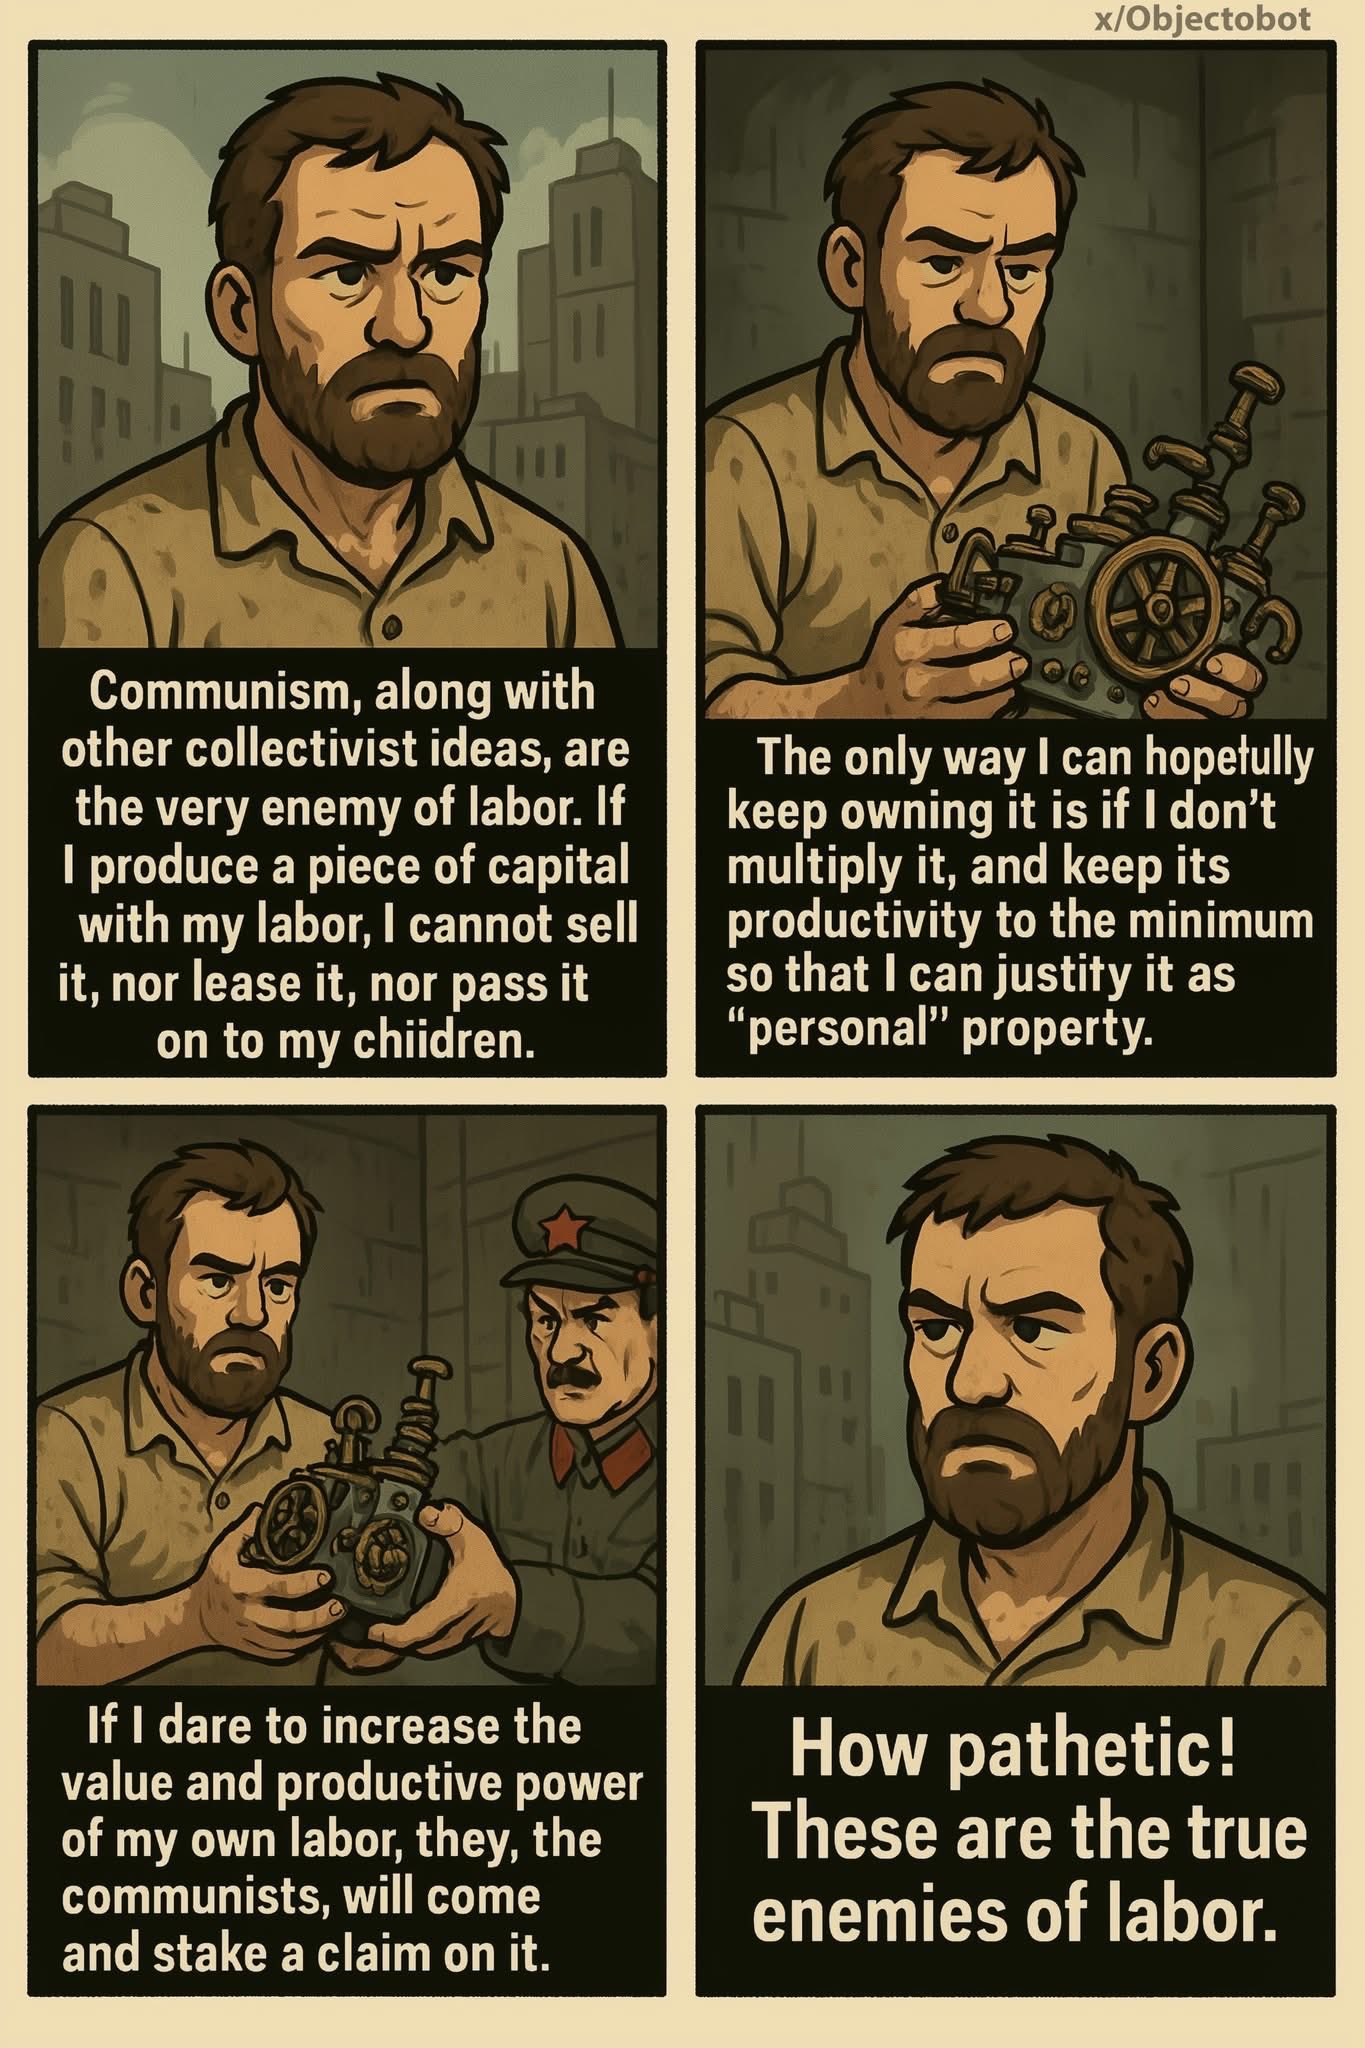 x/Objectobot
Communism, along with
other collectivist ideas, are
the very enemy of labor. If
I produce a piece of capital
with my labor, I cannot sell
it, nor lease it, nor pass it
on to my chiidren.
The only way I can hopefully
keep owning it is if I don't
multiply it, and keep its
productivity to the minimum
so that I can justity it as
“personal” property.
If I dare to increase the
value and productive power
of my own labor, they, the
communists, will come
and stake a claim on it.
How pathetic!
These are the true
enemies of labor.